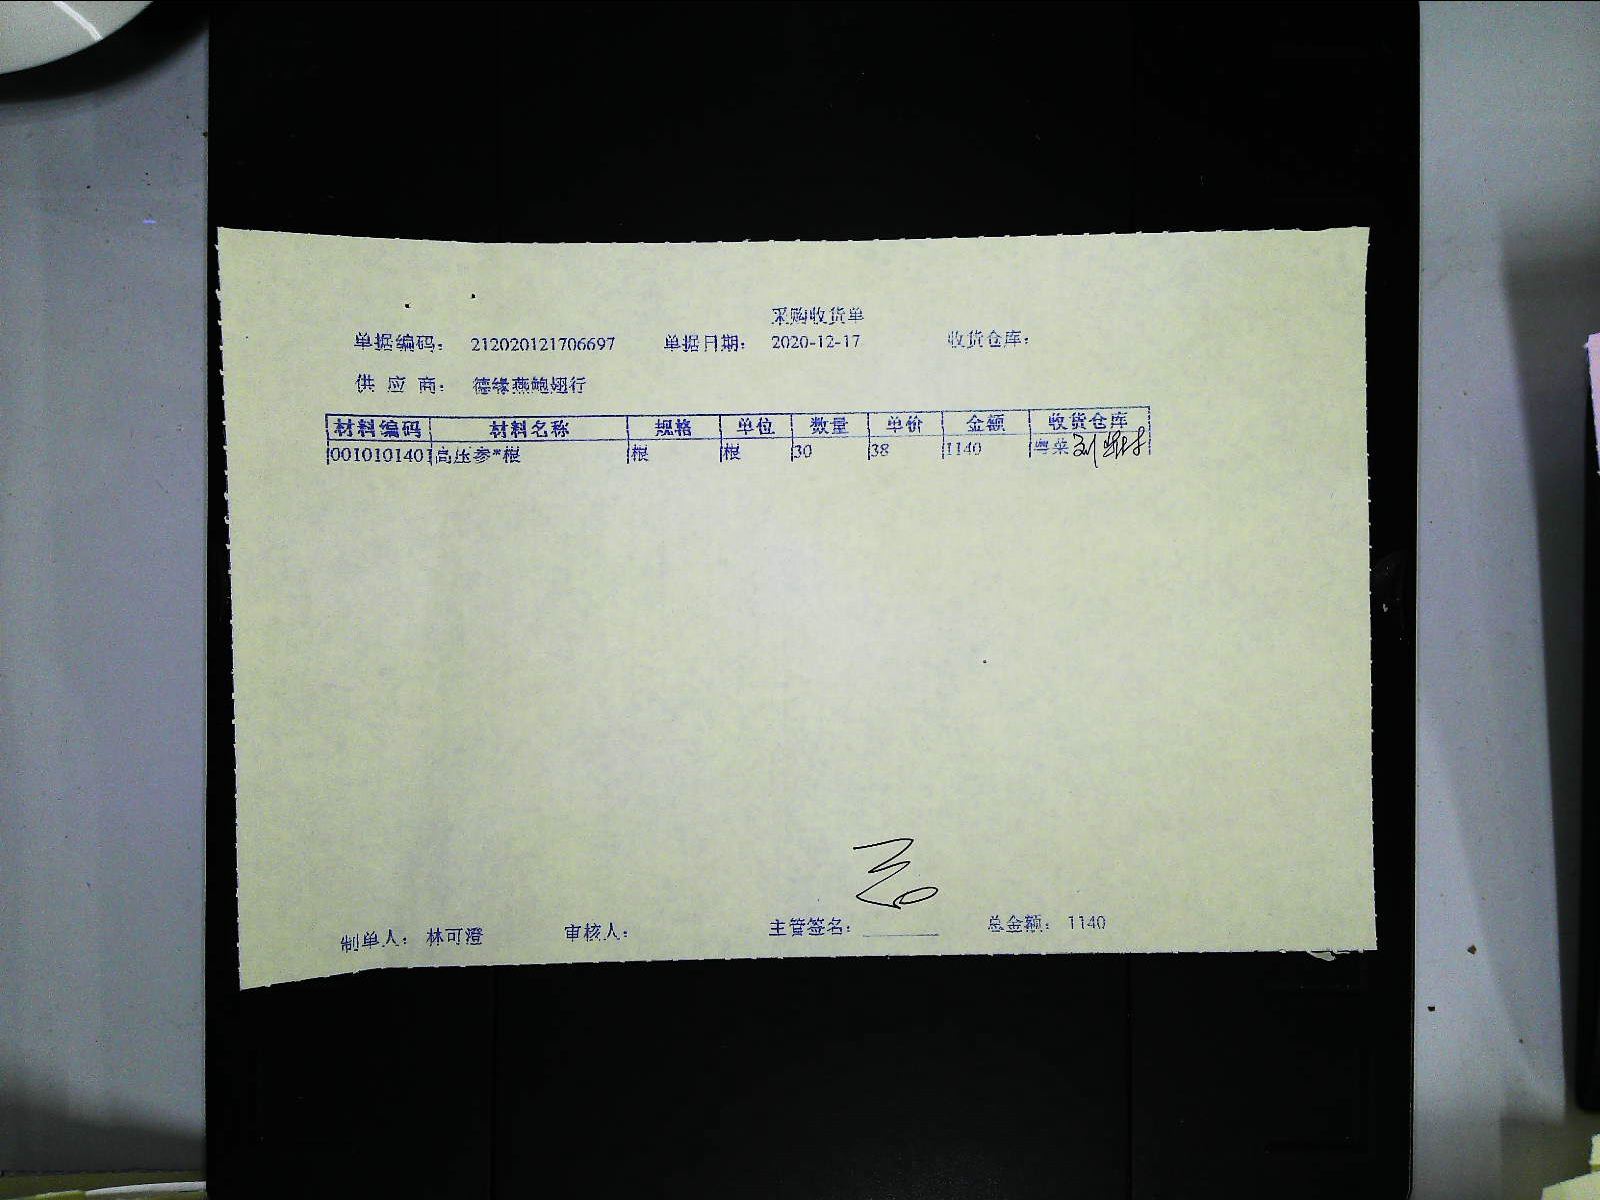 采购收货单
单据编码： 212020121706697 单据日期： 2020-12-17 收货仓库：
供 应 商： 德缘燕鲍翅行
材料编码 材料名称 规格 单位 数量 单价 金额 收货仓库
0010101401 高压参*根 根 根 30 38 1140 粤菜
制单人： 林可澄 审核人： 主管签名： 总金额： 1140